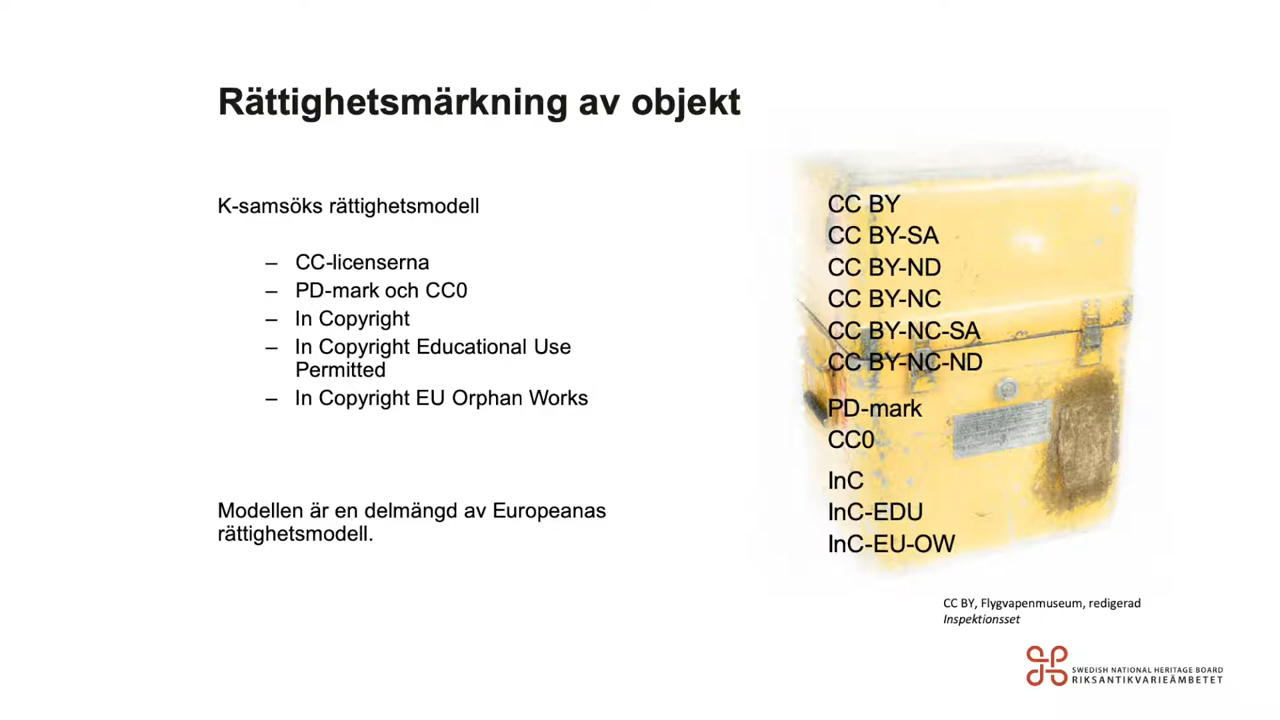 Rättighetsmärkning av objekt
K-samsöks rättighetsmodell
– CC-licenserna
– PD-mark och CC0
– In Copyright
– In Copyright Educational Use
Permitted
– In Copyright EU Orphan Works
Modellen är en delmängd av Europeanas
rättighetsmodell.
CC BY
CC BY-SA
CC BY-ND
CC BY-NC
CC BY-NC-SA
CC BY-NC-ND
PD-mark
CC0
InC
InC-EDU
InC-EU-OW
CC BY, Flygvapenmuseum, redigerad
Inspektionsset
SWEDISH NATIONAL HERITAGE BOARD
RIKSANTIKVARIEÄMBETET